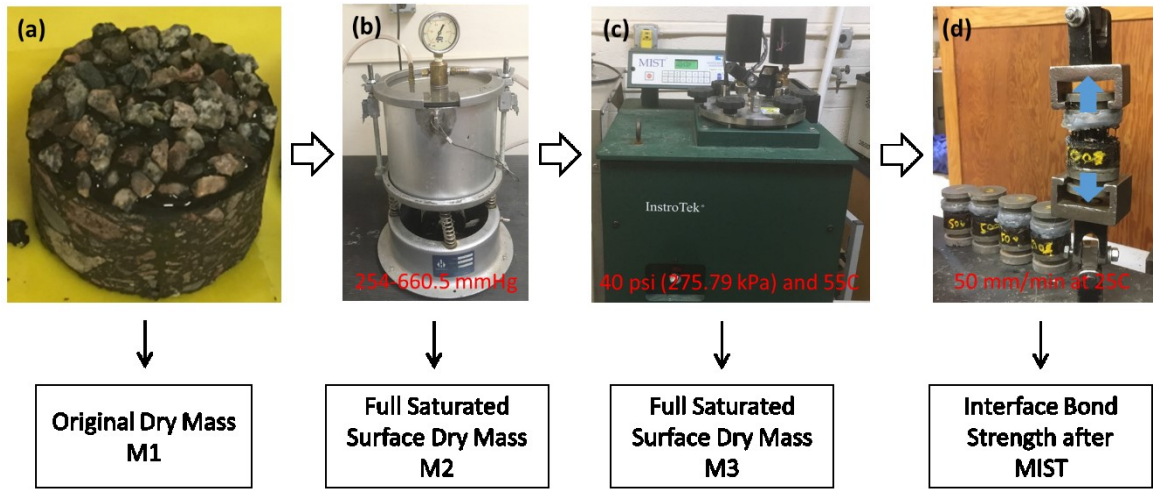 (a)
(b)
(c)
(d)
MIST
InstroTek
254-660.5 mmHg
40 psi (275.79 kPa) and 55C
50 mm/min at 25C
Original Dry Mass
M1
Full Saturated
Surface Dry Mass
M2
Full Saturated
Surface Dry Mass
M3
Interface Bond
Strength after
MIST